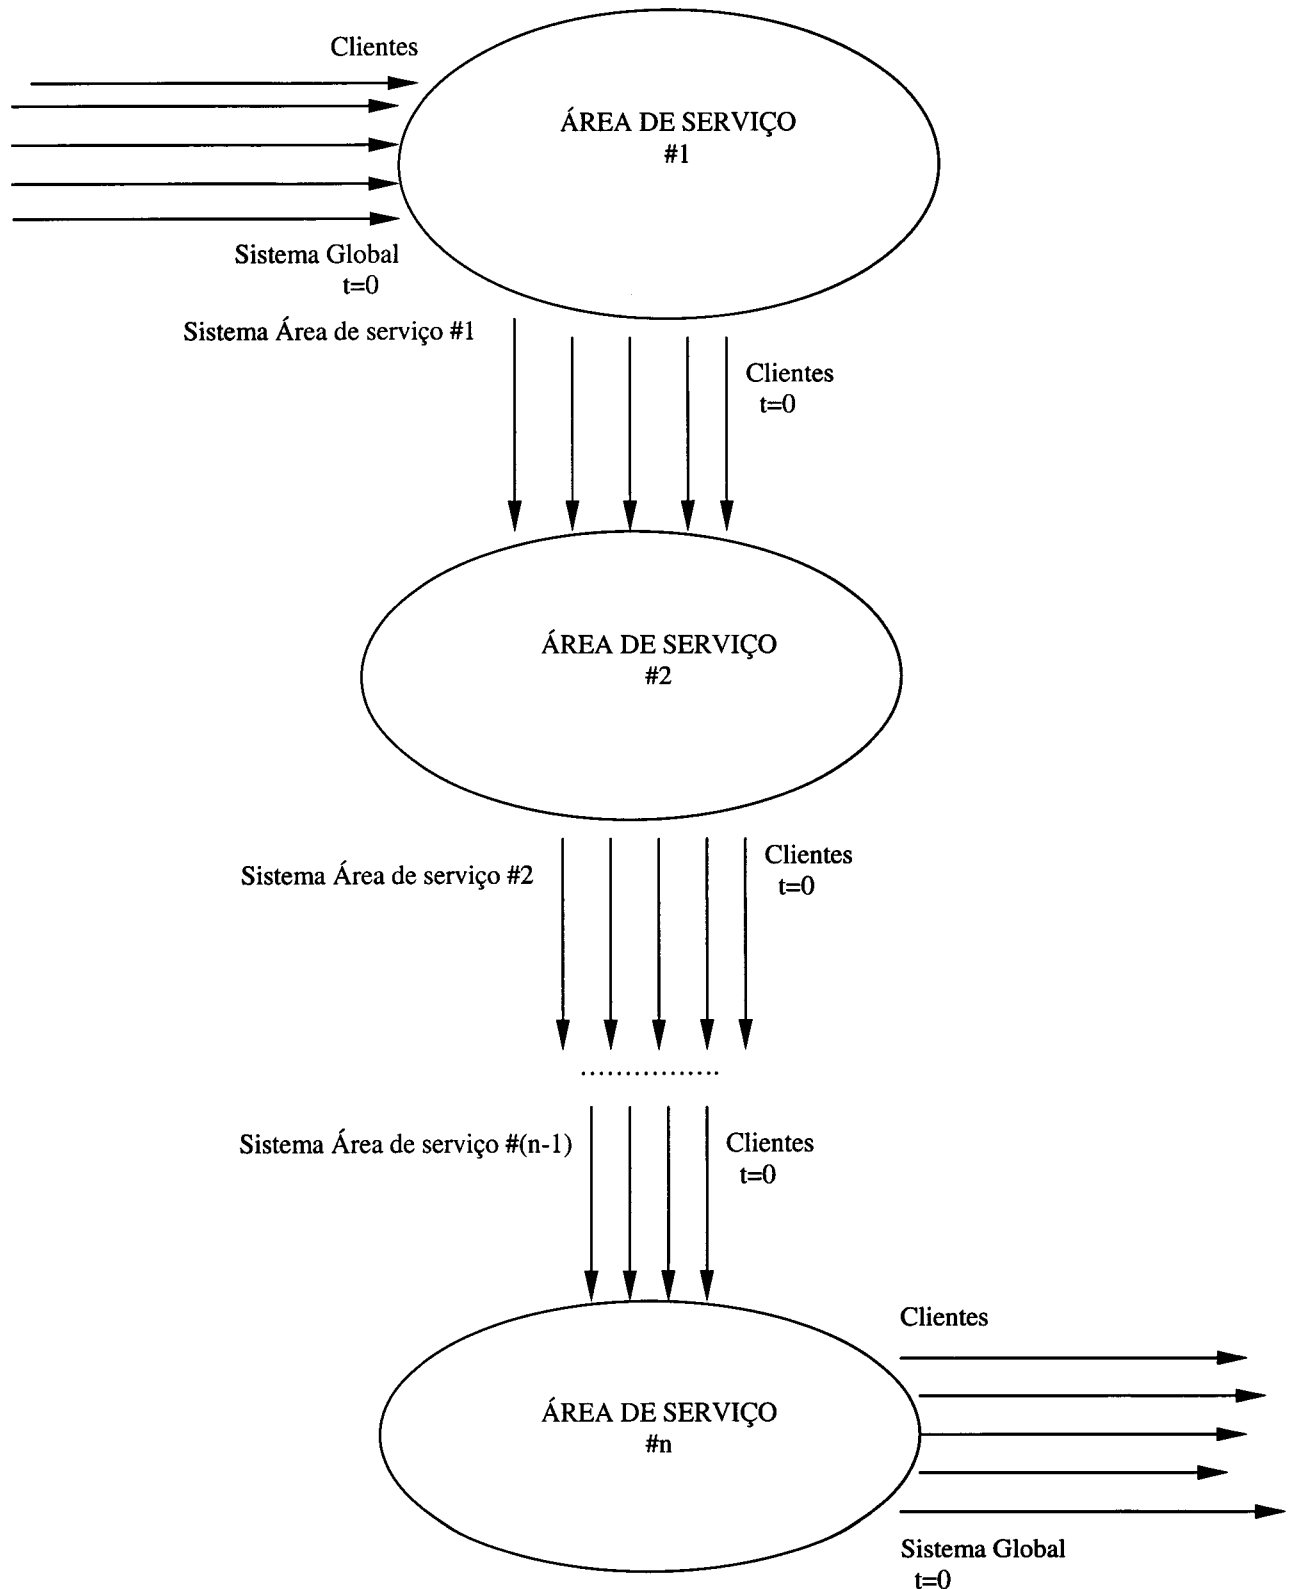 Clientes
ÁREA DE SERVIÇO
#1
Sistema Global
t=0
Sistema Área de serviço #1
Clientes
t=0
ÁREA DE SERVIÇO
#2
Sistema Área de serviço #2
Clientes
t=0
Sistema Área de serviço #(n-1)
Clientes
t=0
Clientes
ÁREA DE SERVIÇO
#n
Sistema Global
t=0